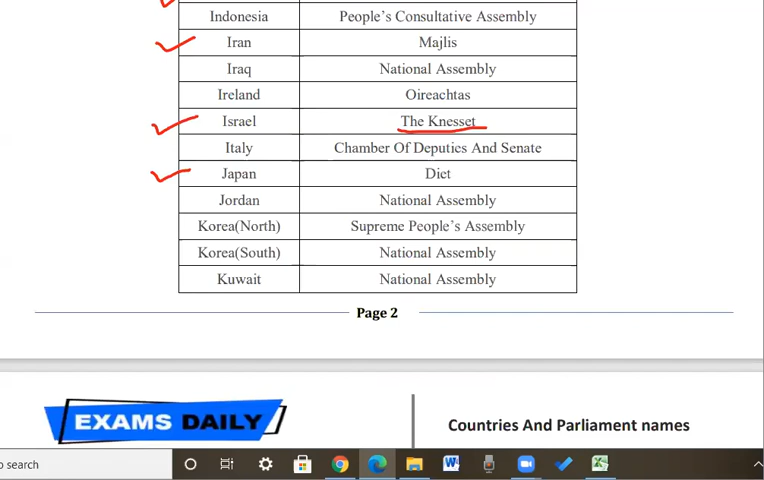 Indonesia People's Consultative Assembly
Iran Majlis
Iraq National Assembly
Ireland Oireachtas
Israel The Knesset
Italy Chamber Of Deputies And Senate
Japan Diet
Jordan National Assembly
Korea(North) Supreme People's Assembly
Korea(South) National Assembly
Kuwait National Assembly
Page 2
EXAMS DAILY
Countries And Parliament names
o search